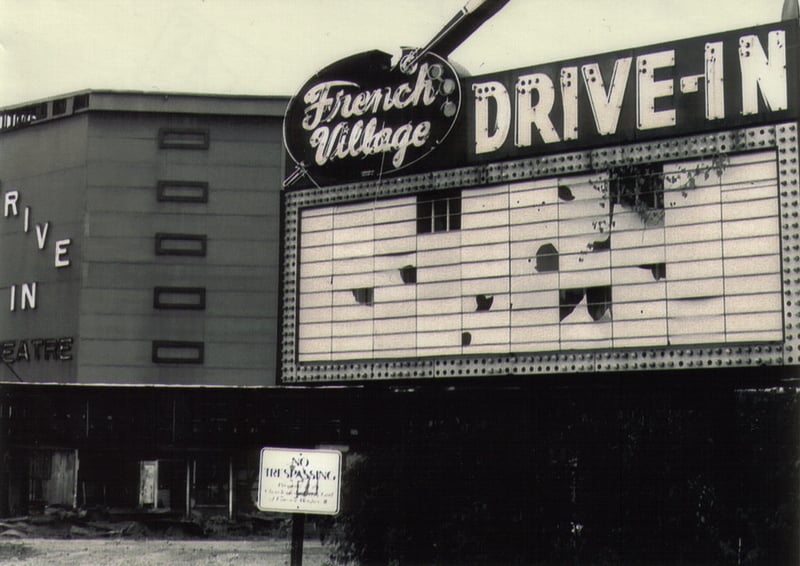 French
Village
DRIVE-IN
RIVE
IN
EATRE
NO
TRESPASSING